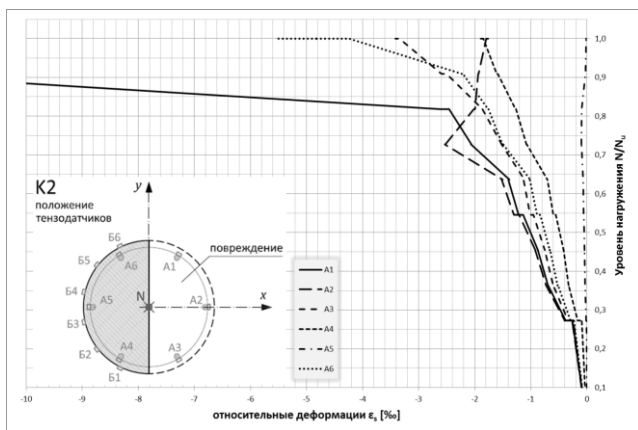 1,0
0,9
0,8
0,7
0,6
0,5
0,4
0,3
0,2
0,1
Уровень нагружения N/Nu
К2
положение
тензодатчиков
y
повреждение
Б6
Б5
А6
А1
Б4
А5
N
А2
x
Б3
А4
А3
Б2
Б1
А1
А2
А3
А4
А5
А6
-10
-9
-8
-7
-6
-5
-4
-3
-2
-1
0
относительные деформации εs [‰]